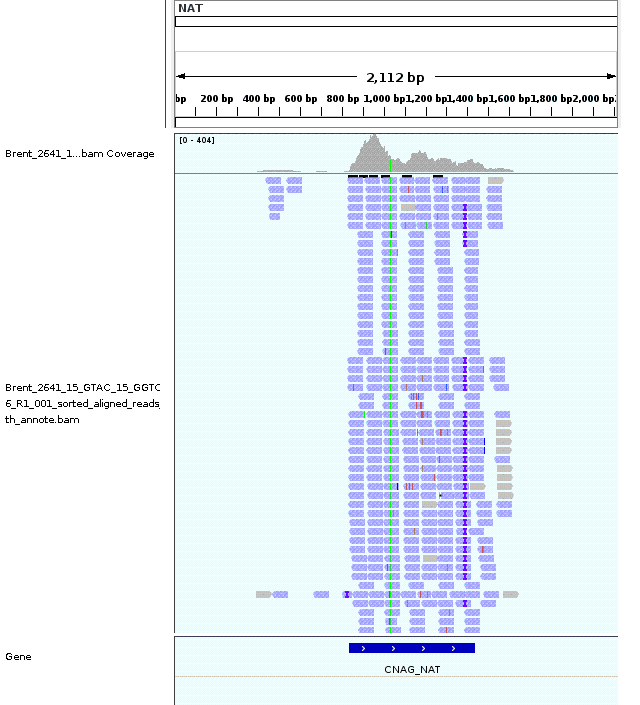 NAT
2,112 bp
bp 200 bp 400 bp 600 bp 800 bp 1,000 bp 1,200 bp 1,400 bp 1,600 bp 1,800 bp 2,000 bp
[0 - 404]
Brent_2641_1...bam Coverage
Brent_2641_15_GTAC_15_GGTC
6_R1_001_sorted_aligned_reads_
th_annote.bam
Gene
CNAG_NAT